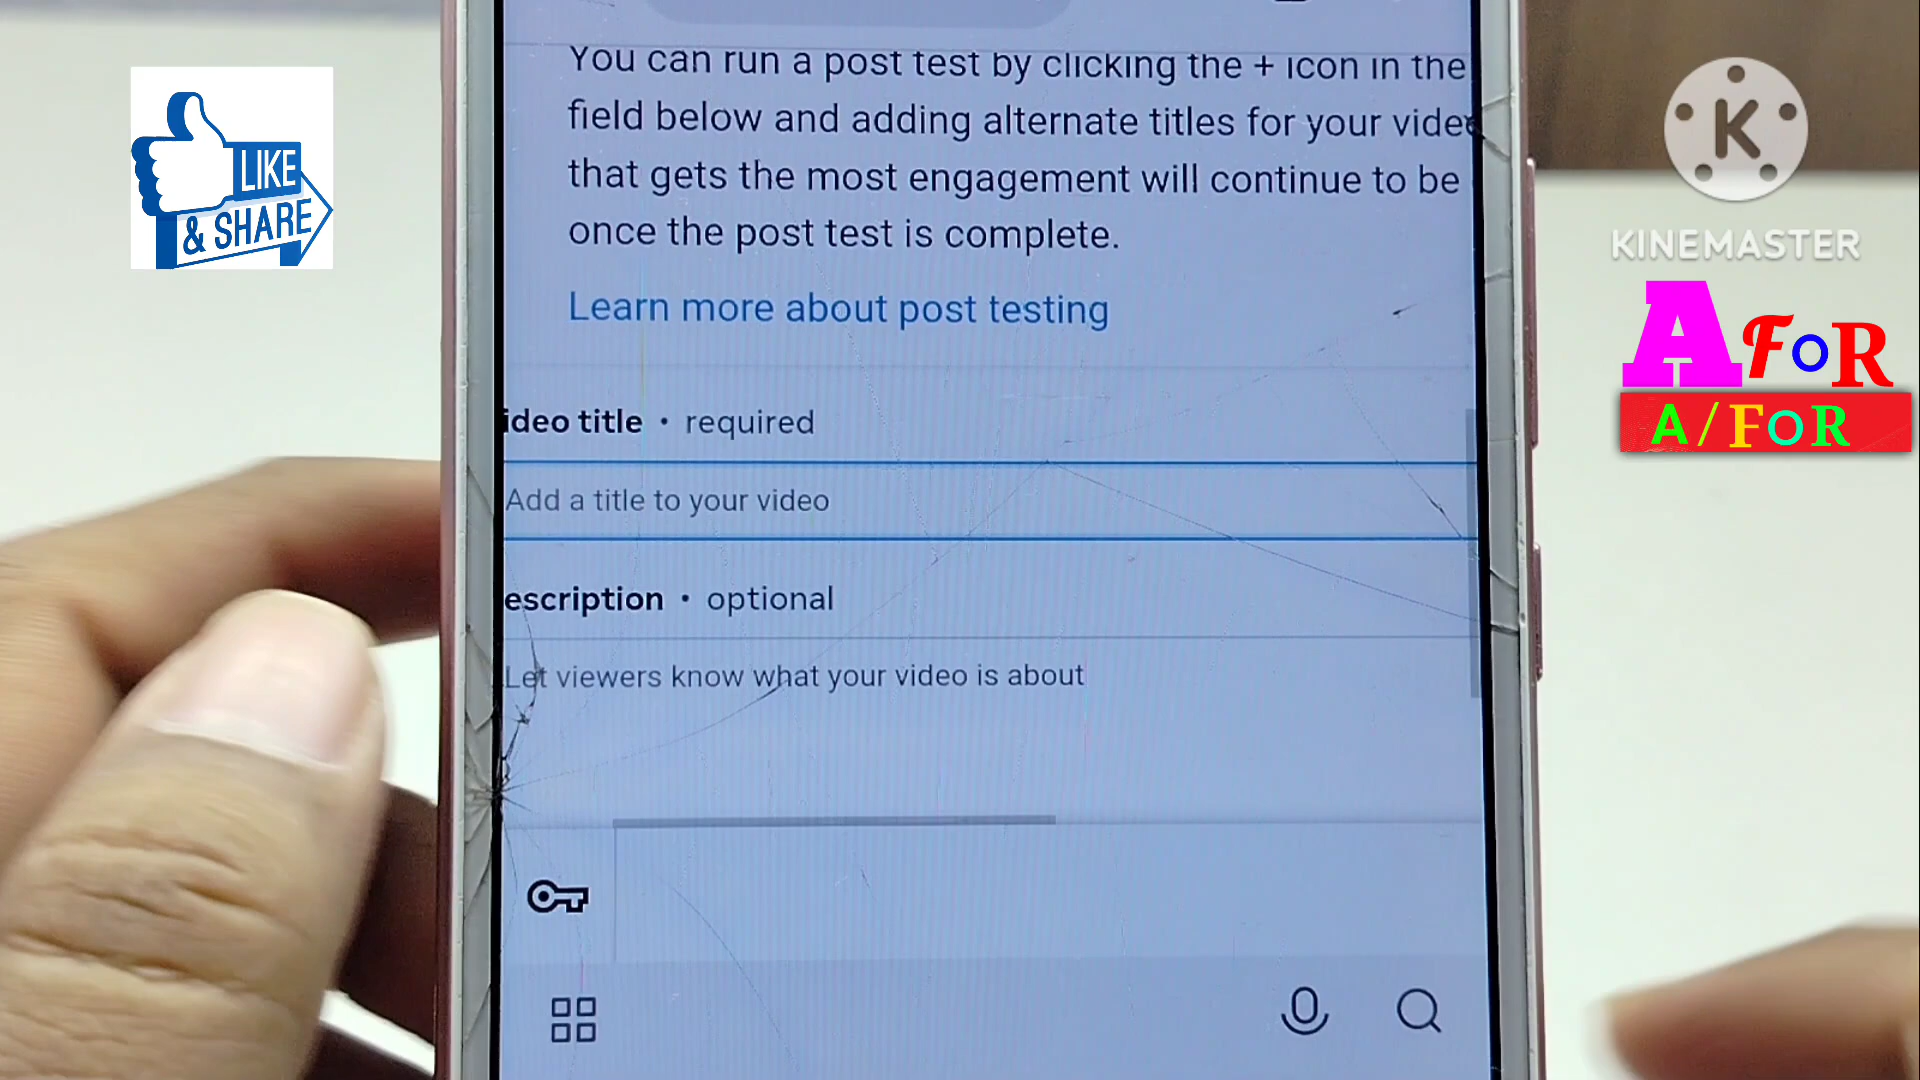 You can run a post test by clicking the + icon in the
field below and adding alternate titles for your vide
that gets the most engagement will continue to be
once the post test is complete.
Learn more about post testing
ideo title • required
Add a title to your video
escription • optional
Let viewers know what your video is about
LIKE
& SHARE
K
KINEMASTER
A FoR
A/FoR